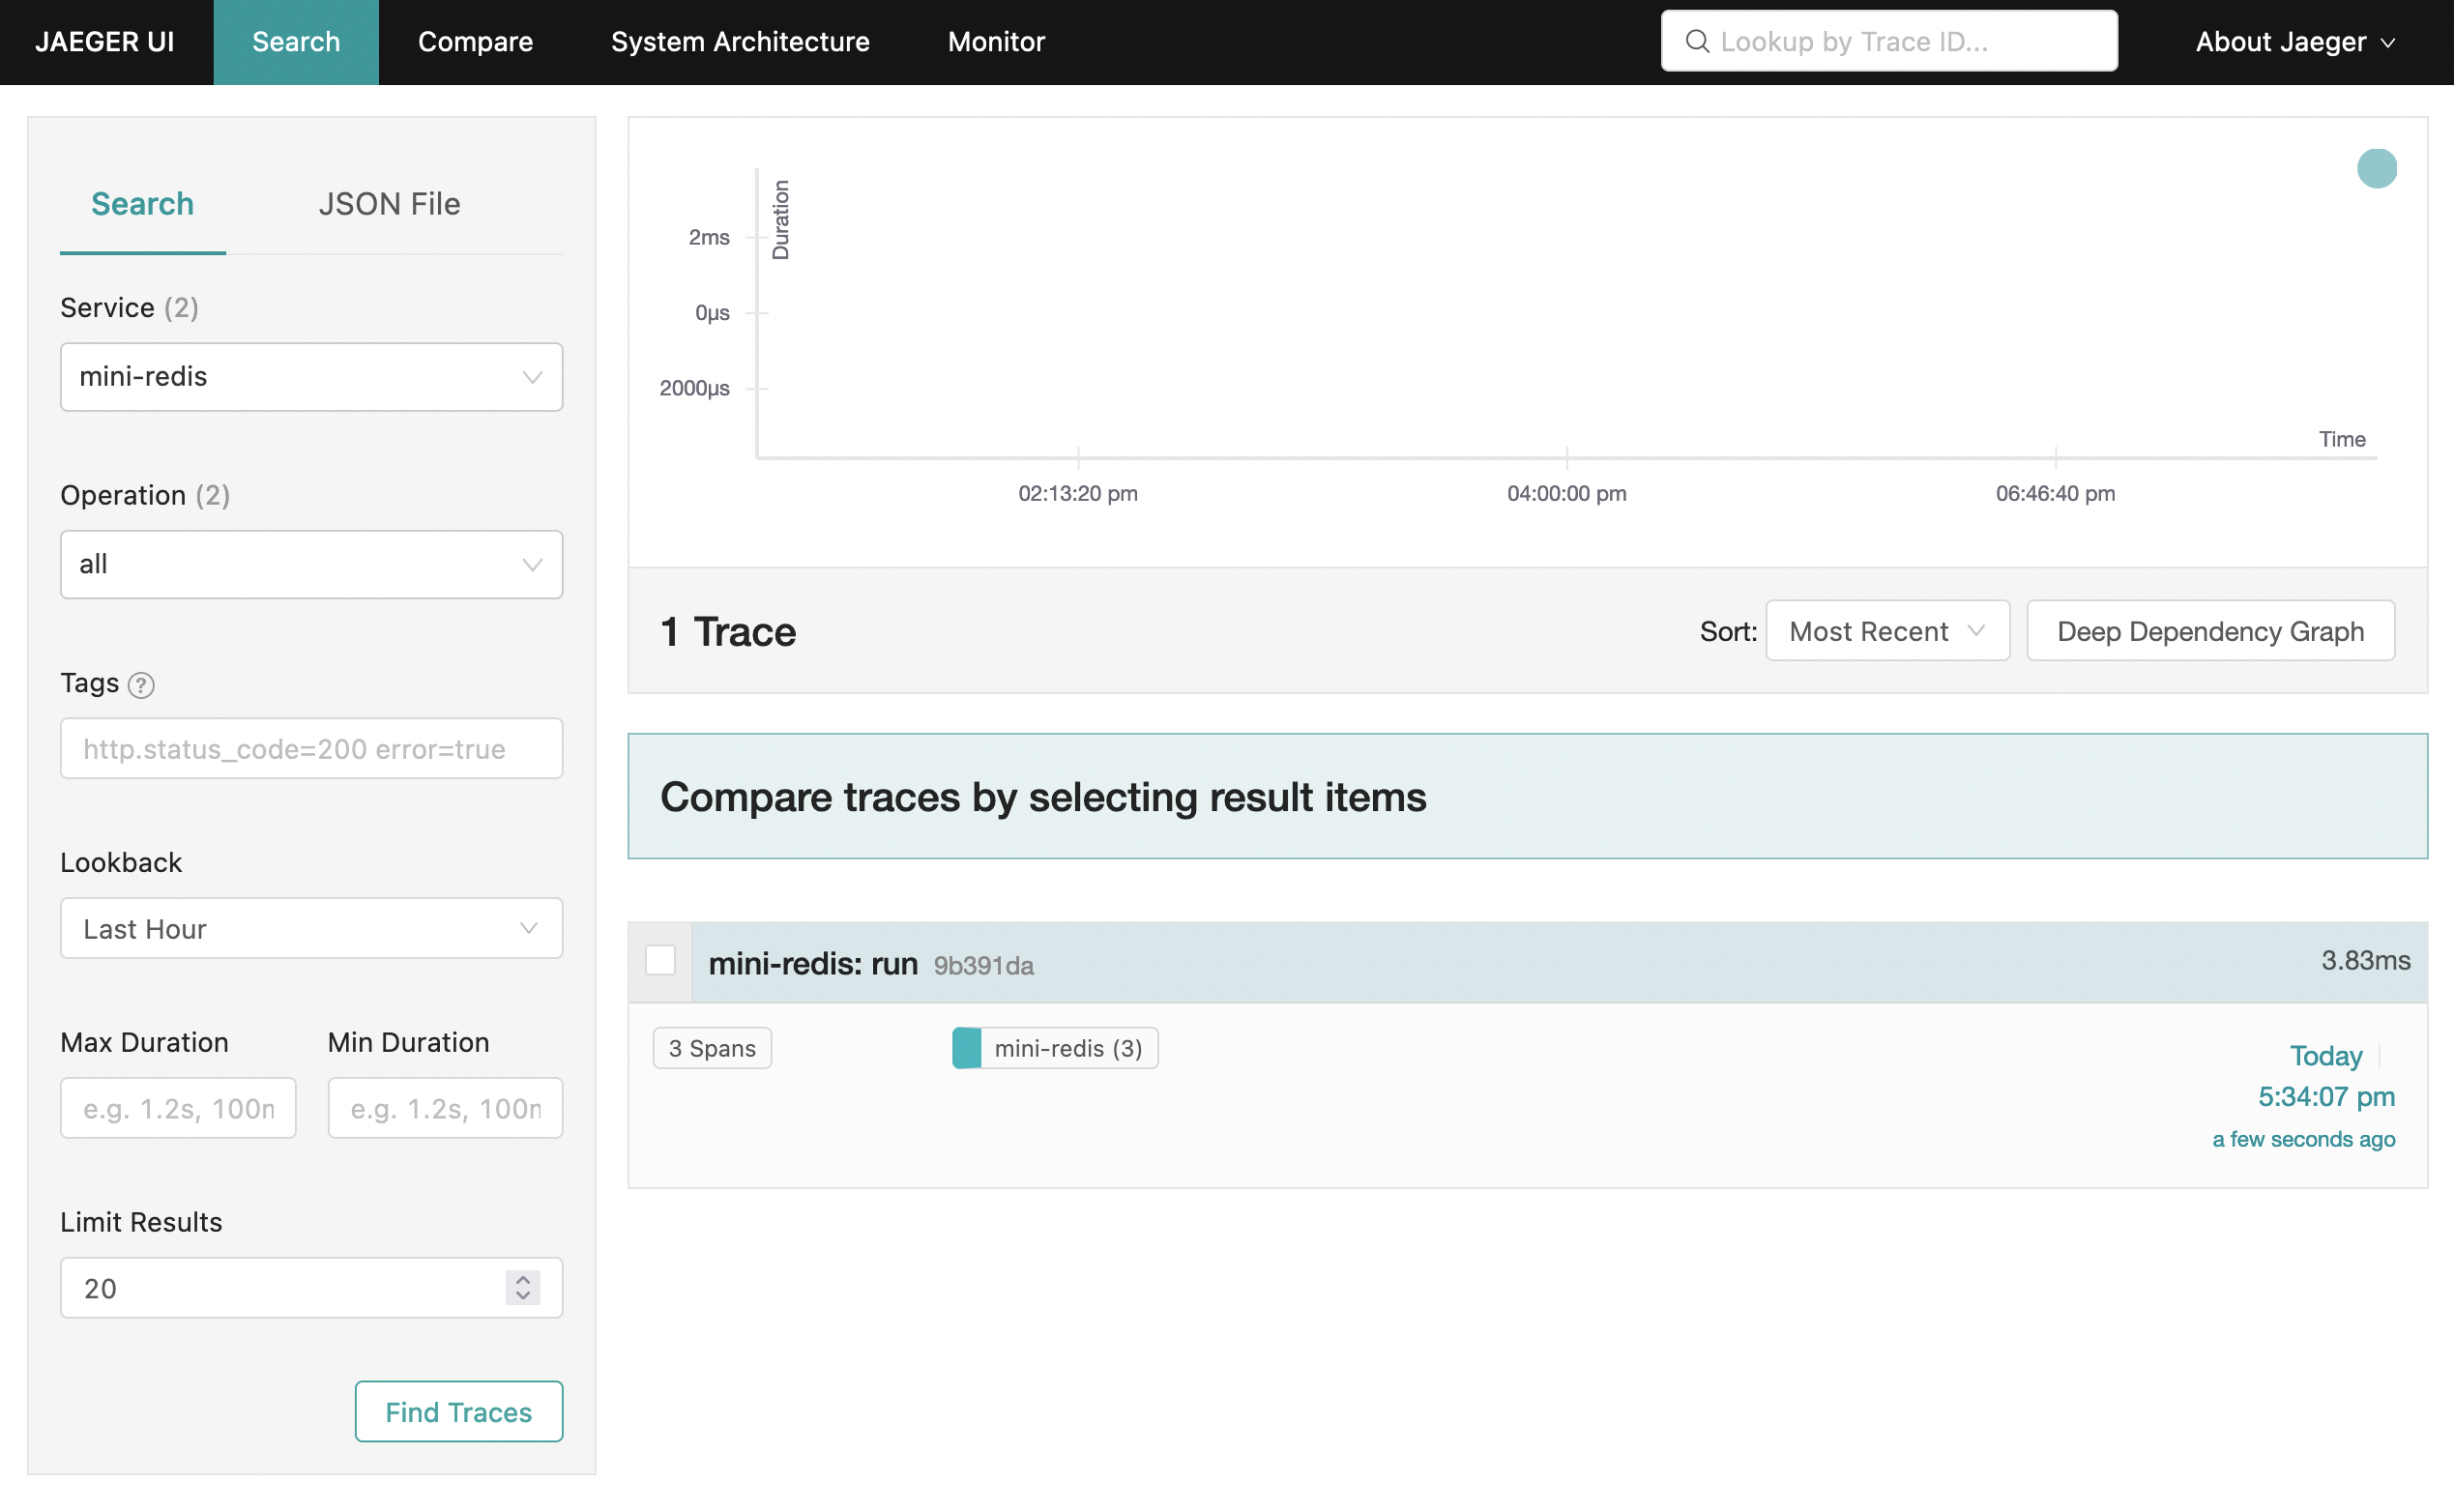 JAEGER UI Search Compare System Architecture Monitor Lookup by Trace ID... About Jaeger
Search JSON File
Service (2)
mini-redis
Operation (2)
all
Tags ?
http.status_code=200 error=true
Lookback
Last Hour
Max Duration Min Duration
e.g. 1.2s, 100m e.g. 1.2s, 100m
Limit Results
20
Find Traces
Duration
2ms
0μs
2000μs
Time
02:13:20 pm 04:00:00 pm 06:46:40 pm
1 Trace Sort: Most Recent Deep Dependency Graph
Compare traces by selecting result items
mini-redis: run 9b391da 3.83ms
3 Spans mini-redis (3) Today
5:34:07 pm
a few seconds ago